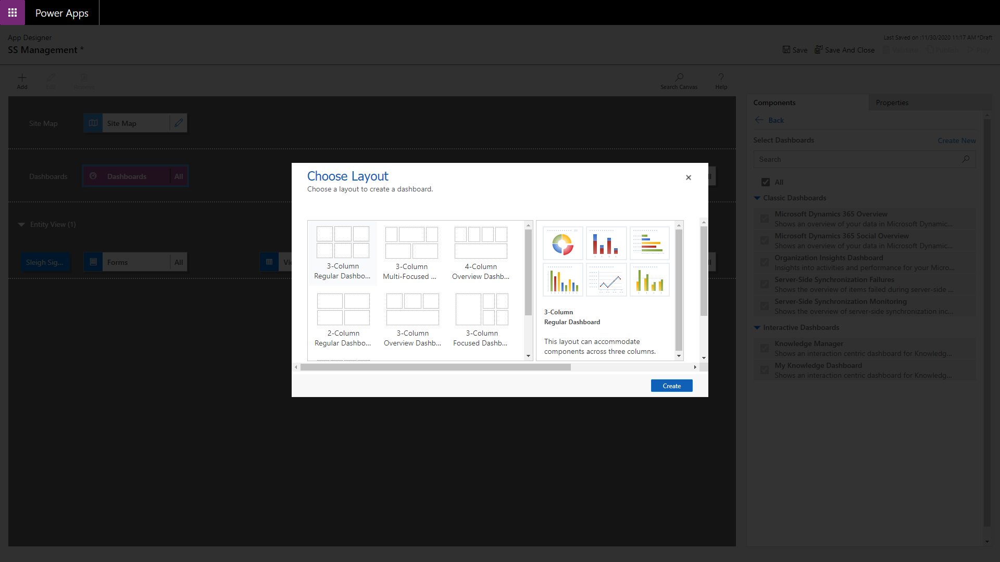 Power Apps
App Designer
SS Management *
Last Saved on :11/30/2020 11:17 AM *Draft
Save
Save And Close
Validate
Publish
Play
Add
Edit
Remove
Search Canvas
Help
Site Map
Site Map
Dashboards
Dashboards
All
Entity View (1)
Sleigh Sig...
Forms
All
Choose Layout
Choose a layout to create a dashboard.
3-Column
Regular Dashbo...
3-Column
Multi-Focused ...
4-Column
Overview Dashb...
2-Column
Regular Dashbo...
3-Column
Overview Dashb...
3-Column
Focused Dashb...
3-Column
Regular Dashboard
This layout can accommodate
components across three columns.
Create
Components
Properties
Back
Select Dashboards
Create New
Search
All
Classic Dashboards
Microsoft Dynamics 365 Overview
Shows an overview of your data in Microsoft Dynamic...
Microsoft Dynamics 365 Social Overview
Shows an overview of your data in Microsoft Dynamic...
Organization Insights Dashboard
Insights into activities and performance for your Micro...
Server-Side Synchronization Failures
Shows the overview of items failed during server-side ...
Server-Side Synchronization Monitoring
Shows the overview of server-side synchronization inc...
Interactive Dashboards
Knowledge Manager
Shows an interaction centric dashboard for Knowledg...
My Knowledge Dashboard
Shows an interaction centric dashboard for Knowledg...